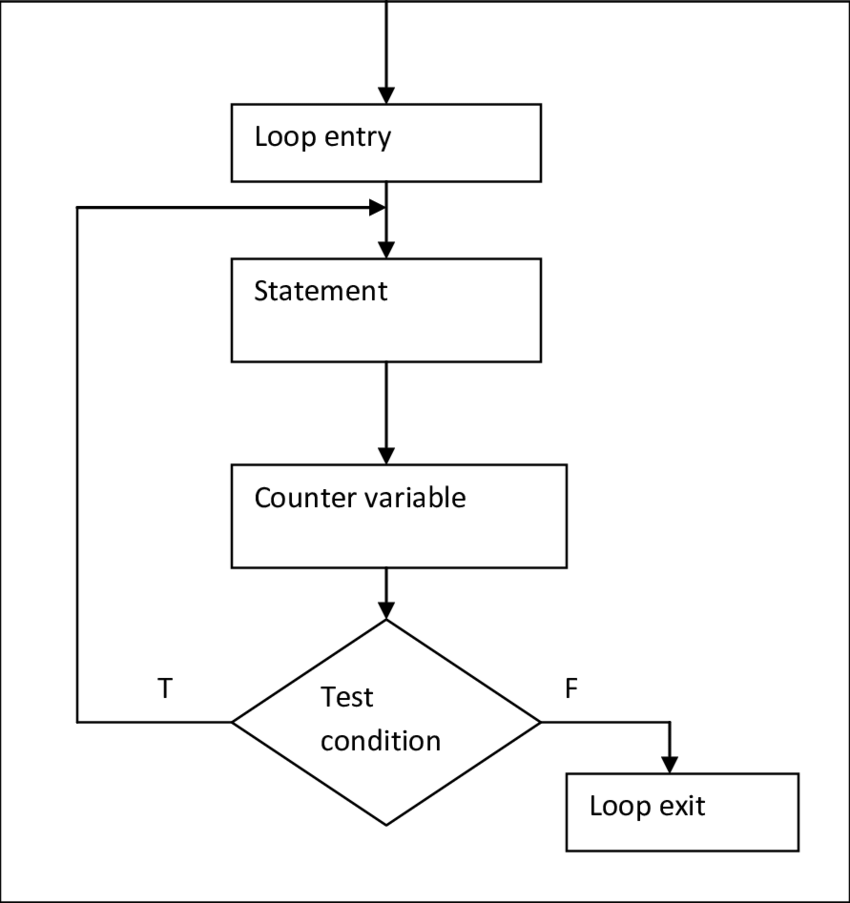 Loop entry
Statement
Counter variable
T
F
Test
condition
Loop exit